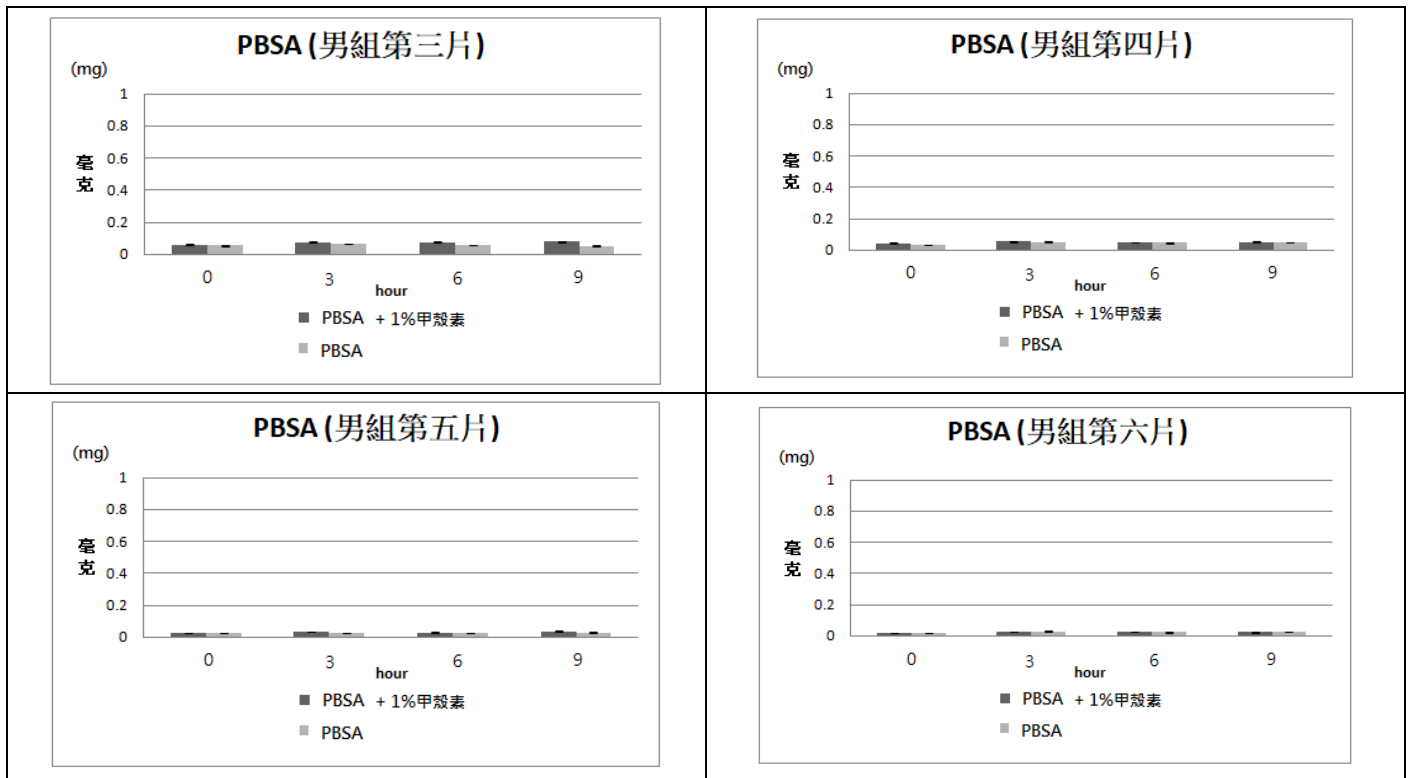 PBSA (男組第三片)
(mg)
1
0.8
0.6
0.4
0.2
0
毫
克
0 3 6 9
hour
PBSA + 1%甲殼素
PBSA
PBSA (男組第四片)
(mg)
1
0.8
0.6
0.4
0.2
0
毫
克
0 3 6 9
hour
PBSA + 1%甲殼素
PBSA
PBSA (男組第五片)
(mg)
1
0.8
0.6
0.4
0.2
0
毫
克
0 3 6 9
hour
PBSA + 1%甲殼素
PBSA
PBSA (男組第六片)
(mg)
1
0.8
0.6
0.4
0.2
0
毫
克
0 3 6 9
hour
PBSA + 1%甲殼素
PBSA